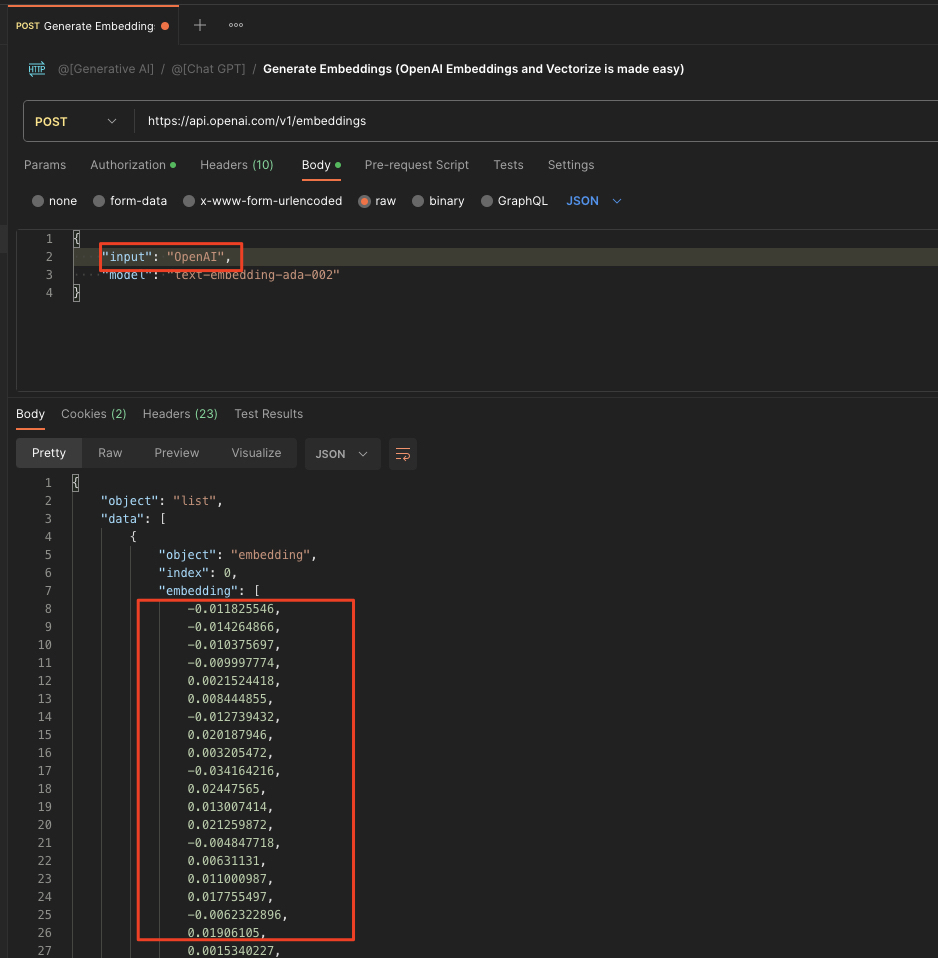 POST Generate Embedding:
HTTP @[Generative AI] / @[Chat GPT] / Generate Embeddings (OpenAI Embeddings and Vectorize is made easy)
POST https://api.openai.com/v1/embeddings
Params Authorization Headers (10) Body Pre-request Script Tests Settings
none form-data x-www-form-urlencoded raw binary GraphQL JSON
1 {
2 "input": "OpenAI",
3 "model": "text-embedding-ada-002"
4 }
Body Cookies (2) Headers (23) Test Results
Pretty Raw Preview Visualize JSON
1 {
2 "object": "list",
3 "data": [
4 {
5 "object": "embedding",
6 "index": 0,
7 "embedding": [
8 -0.011825546,
9 -0.014264866,
10 -0.010375697,
11 -0.009997774,
12 0.0021524418,
13 0.008444855,
14 -0.012739432,
15 0.020187946,
16 0.003205472,
17 -0.034164216,
18 0.02447565,
19 0.013007414,
20 0.021259872,
21 -0.004847718,
22 0.00631131,
23 0.011000987,
24 0.017755497,
25 -0.0062322896,
26 0.01906105,
27 0.0015340227,